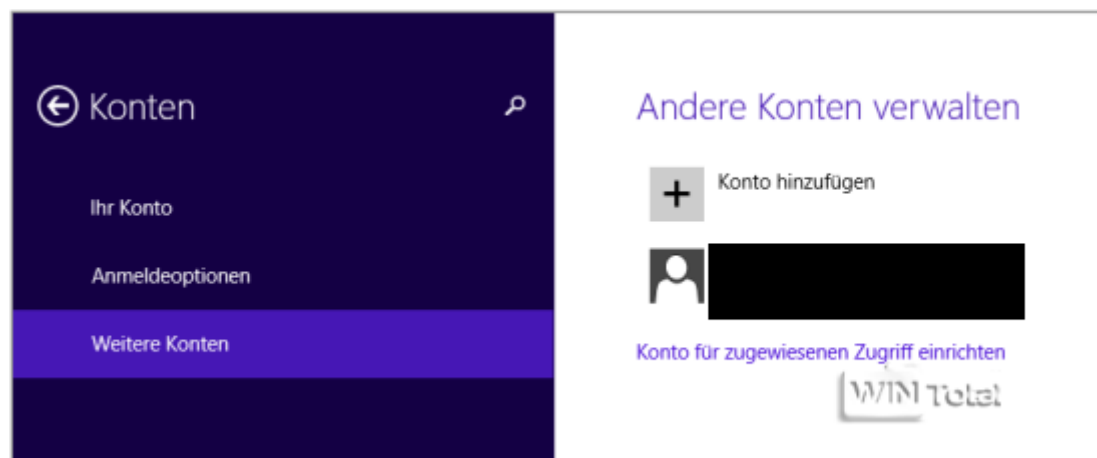 Konten
Ihr Konto
Anmeldeoptionen
Weitere Konten
Andere Konten verwalten
Konto hinzufügen
Konto für zugewiesenen Zugriff einrichten
WIN Total